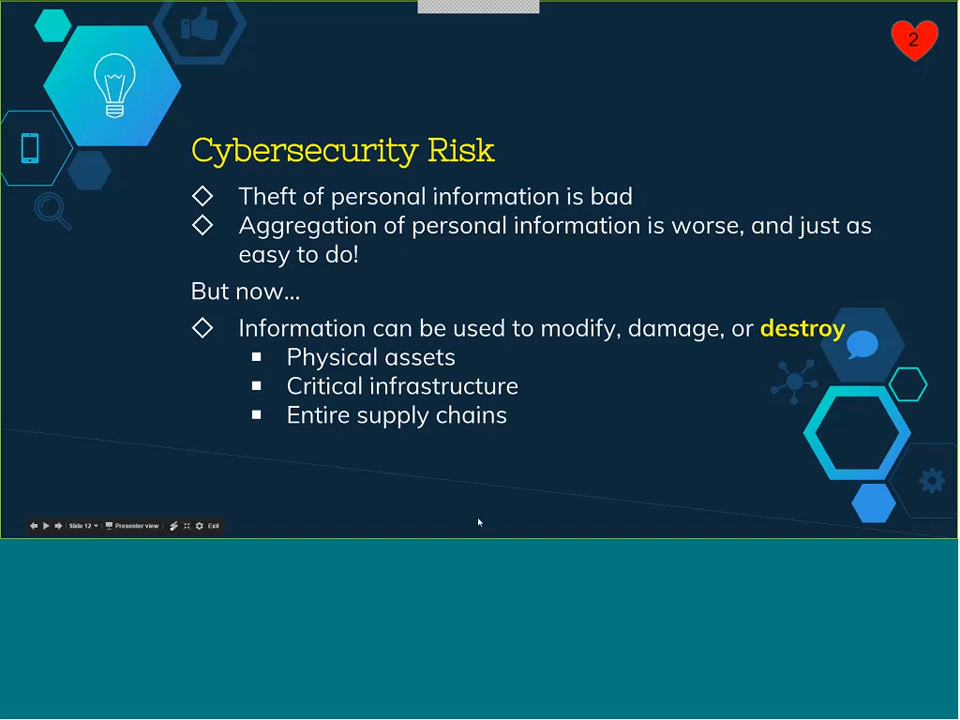 2
Cybersecurity Risk
Theft of personal information is bad
Aggregation of personal information is worse, and just as
easy to do!
But now...
Information can be used to modify, damage, or destroy
Physical assets
Critical infrastructure
Entire supply chains
Slide 12 Presenter view Exit